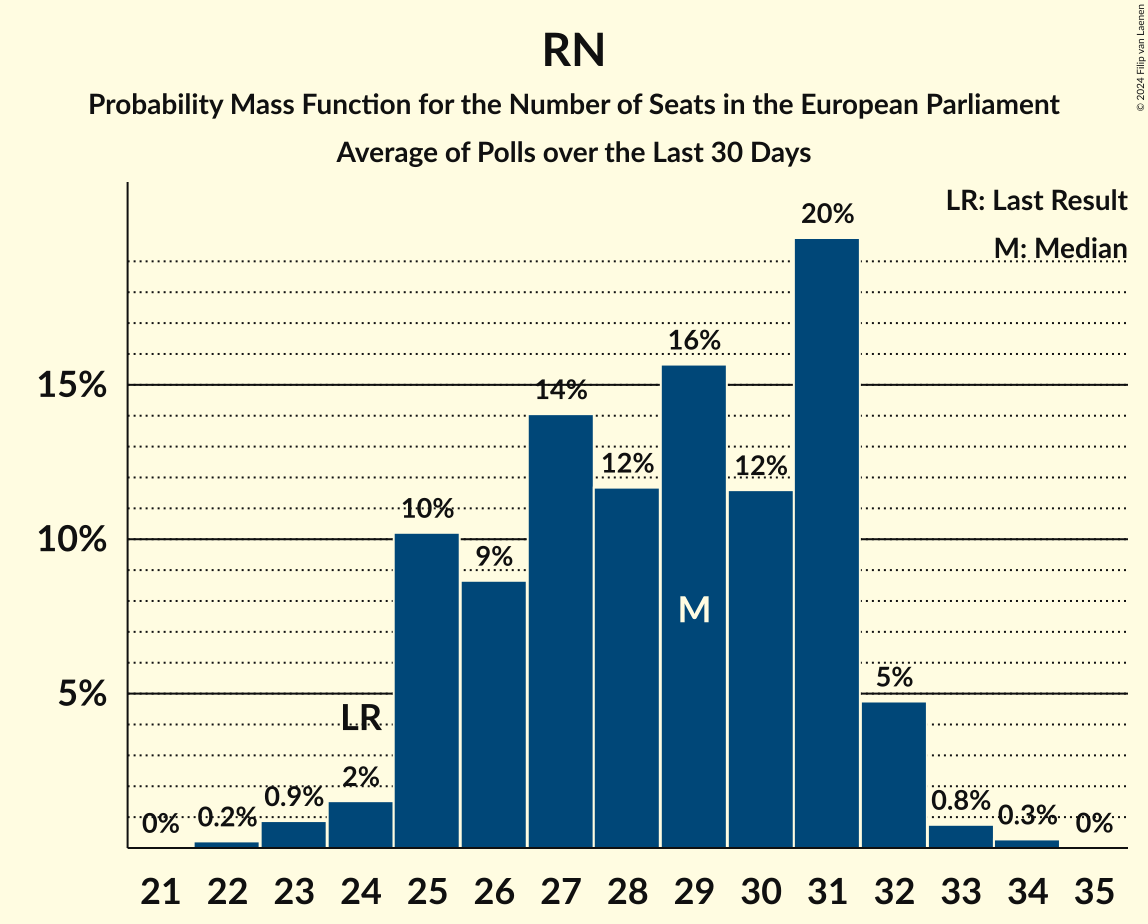 RN
Probability Mass Function for the Number of Seats in the European Parliament
Average of Polls over the Last 30 Days
© 2024 Filip van Laenen
LR: Last Result
M: Median
15%
10%
5%
0%
0.2%
0.9%
2%
LR
10%
9%
14%
12%
16%
M
12%
20%
5%
0.8%
0.3%
0%
21 22 23 24 25 26 27 28 29 30 31 32 33 34 35